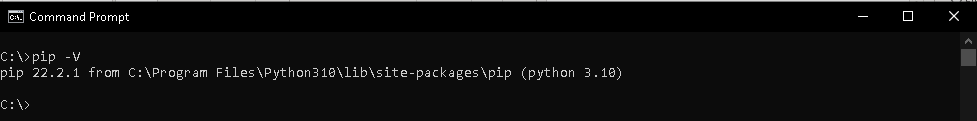 Command Prompt
C:\>pip -V
pip 22.2.1 from C:\Program Files\Python310\lib\site-packages\pip (python 3.10)
C:\>